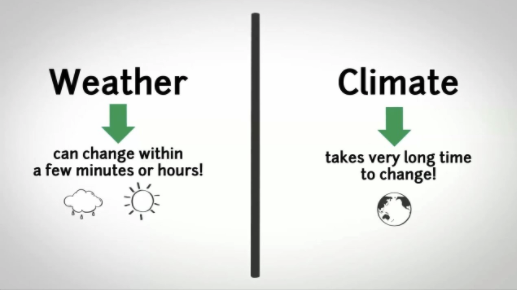 Weather
can change within
a few minutes or hours!
Climate
takes very long time
to change!